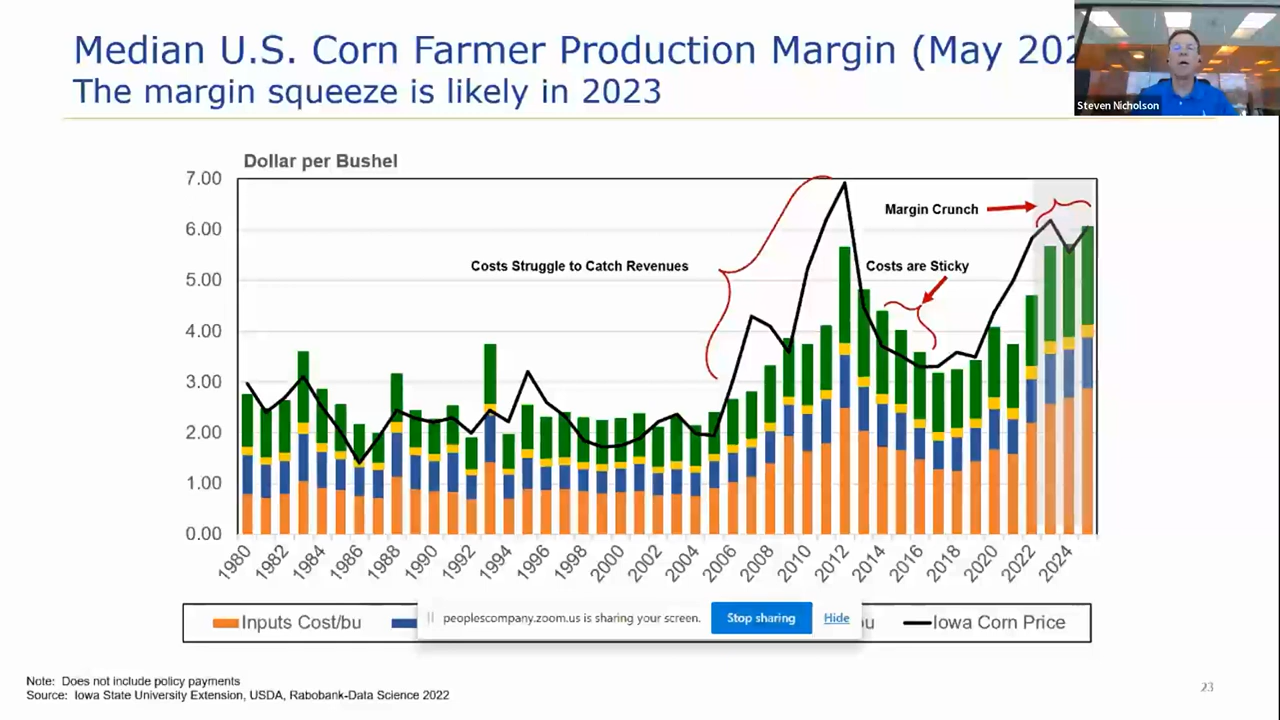 Median U.S. Corn Farmer Production Margin (May 202
The margin squeeze is likely in 2023
Steven Nicholson
Dollar per Bushel
7.00
6.00
5.00
4.00
3.00
2.00
1.00
0.00
Costs Struggle to Catch Revenues
Margin Crunch
Costs are Sticky
1980 1982 1984 1986 1988 1990 1992 1994 1996 1998 2000 2002 2004 2006 2008 2010 2012 2014 2016 2018 2020 2022 2024
Inputs Cost/bu
u Iowa Corn Price
peoplescompany.zoom.us is sharing your screen. Stop sharing Hide
Note: Does not include policy payments
Source: Iowa State University Extension, USDA, Rabobank-Data Science 2022
23